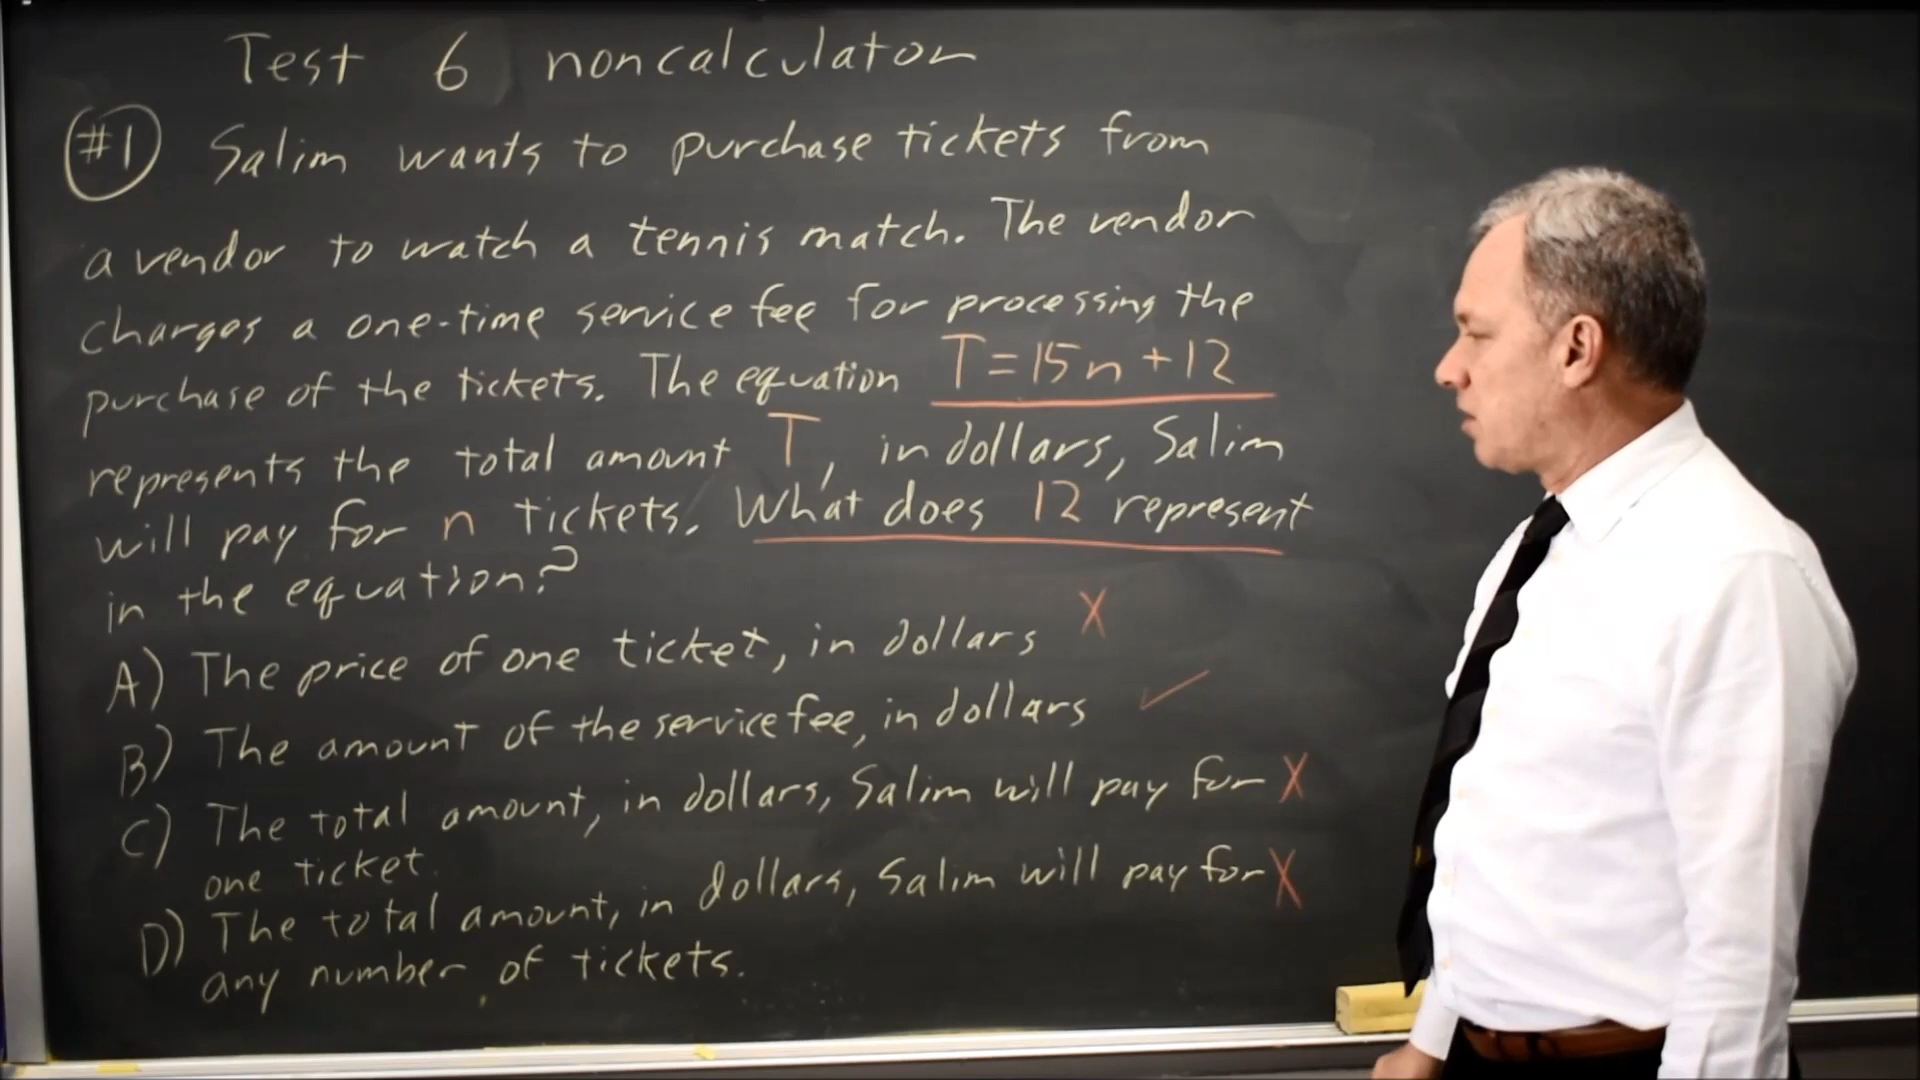 Test 6 noncalculator
#1 Salim wants to purchase tickets from
a vendor to watch a tennis match. The vendor
charges a one-time service fee for processing the
purchase of the tickets. The equation T=15n+12
represents the total amount T, in dollars, Salim
will pay for n tickets. What does 12 represent
in the equation?
A) The price of one ticket, in dollars X
B) The amount of the service fee, in dollars ✓
C) The total amount, in dollars, Salim will pay for X
one ticket.
D) The total amount, in dollars, Salim will pay for X
any number of tickets.